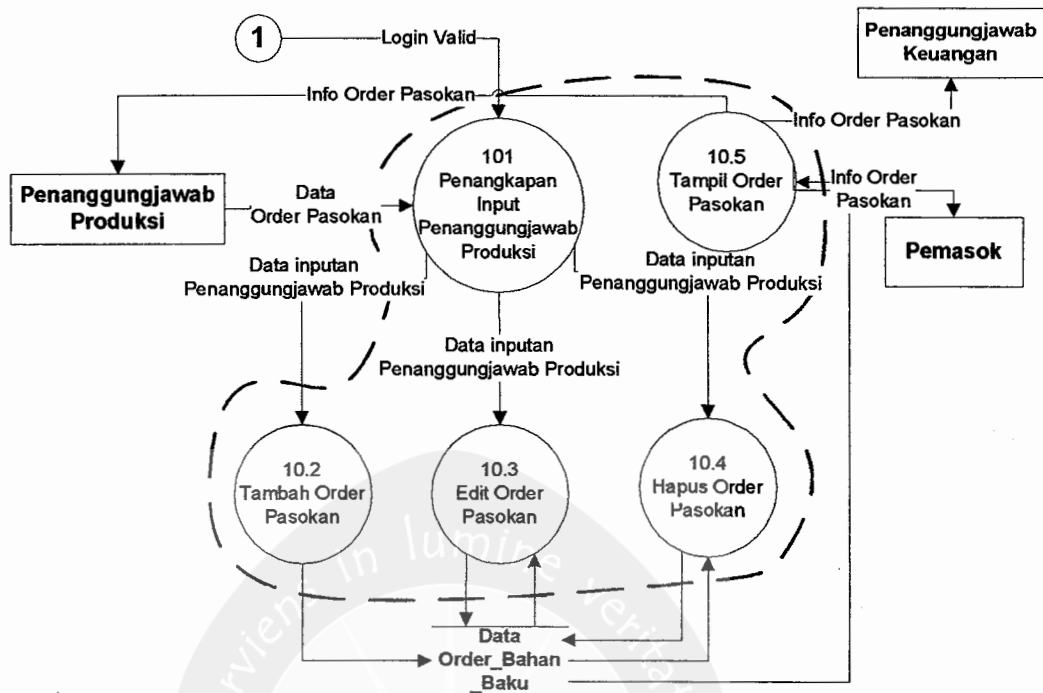 1
Login Valid
Penanggungjawab
Keuangan
Info Order Pasokan
Info Order Pasokan
101
Penangkapan
Input
Penanggungjawab
Produksi
10.5
Tampil Order
Pasokan
Info Order
Pasokan
Penanggungjawab
Produksi
Data
Order Pasokan
Pemasok
Data inputan
Penanggungjawab Produksi
Data inputan
Penanggungjawab Produksi
Data inputan
Penanggungjawab Produksi
10.2
Tambah Order
Pasokan
10.3
Edit Order
Pasokan
10.4
Hapus Order
Pasokan
in lumine
Data
Order_Bahan
_Baku